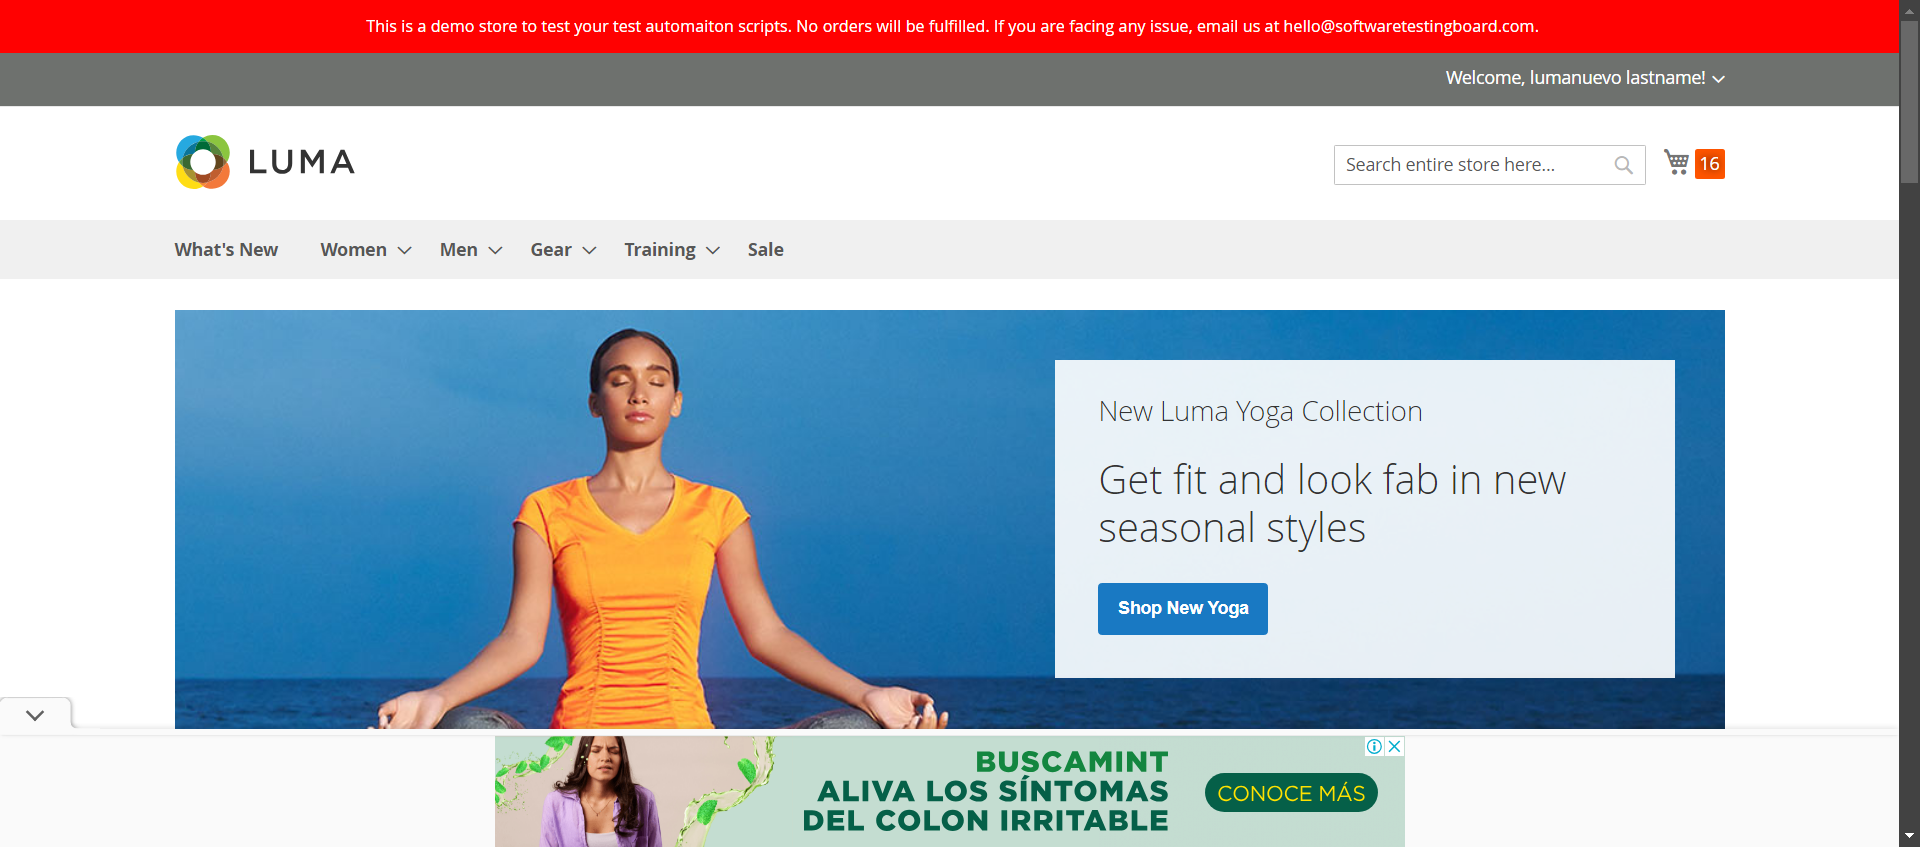 This is a demo store to test your test automaiton scripts. No orders will be fulfilled. If you are facing any issue, email us at hello@softwaretestingboard.com.
Welcome, lumanuevo lastname!
LUMA
Search entire store here...
16
What's New
Women
Men
Gear
Training
Sale
New Luma Yoga Collection
Get fit and look fab in new
seasonal styles
Shop New Yoga
BUSCAMINT
ALIVA LOS SÍNTOMAS
DEL COLON IRRITABLE
CONOCE MÁS